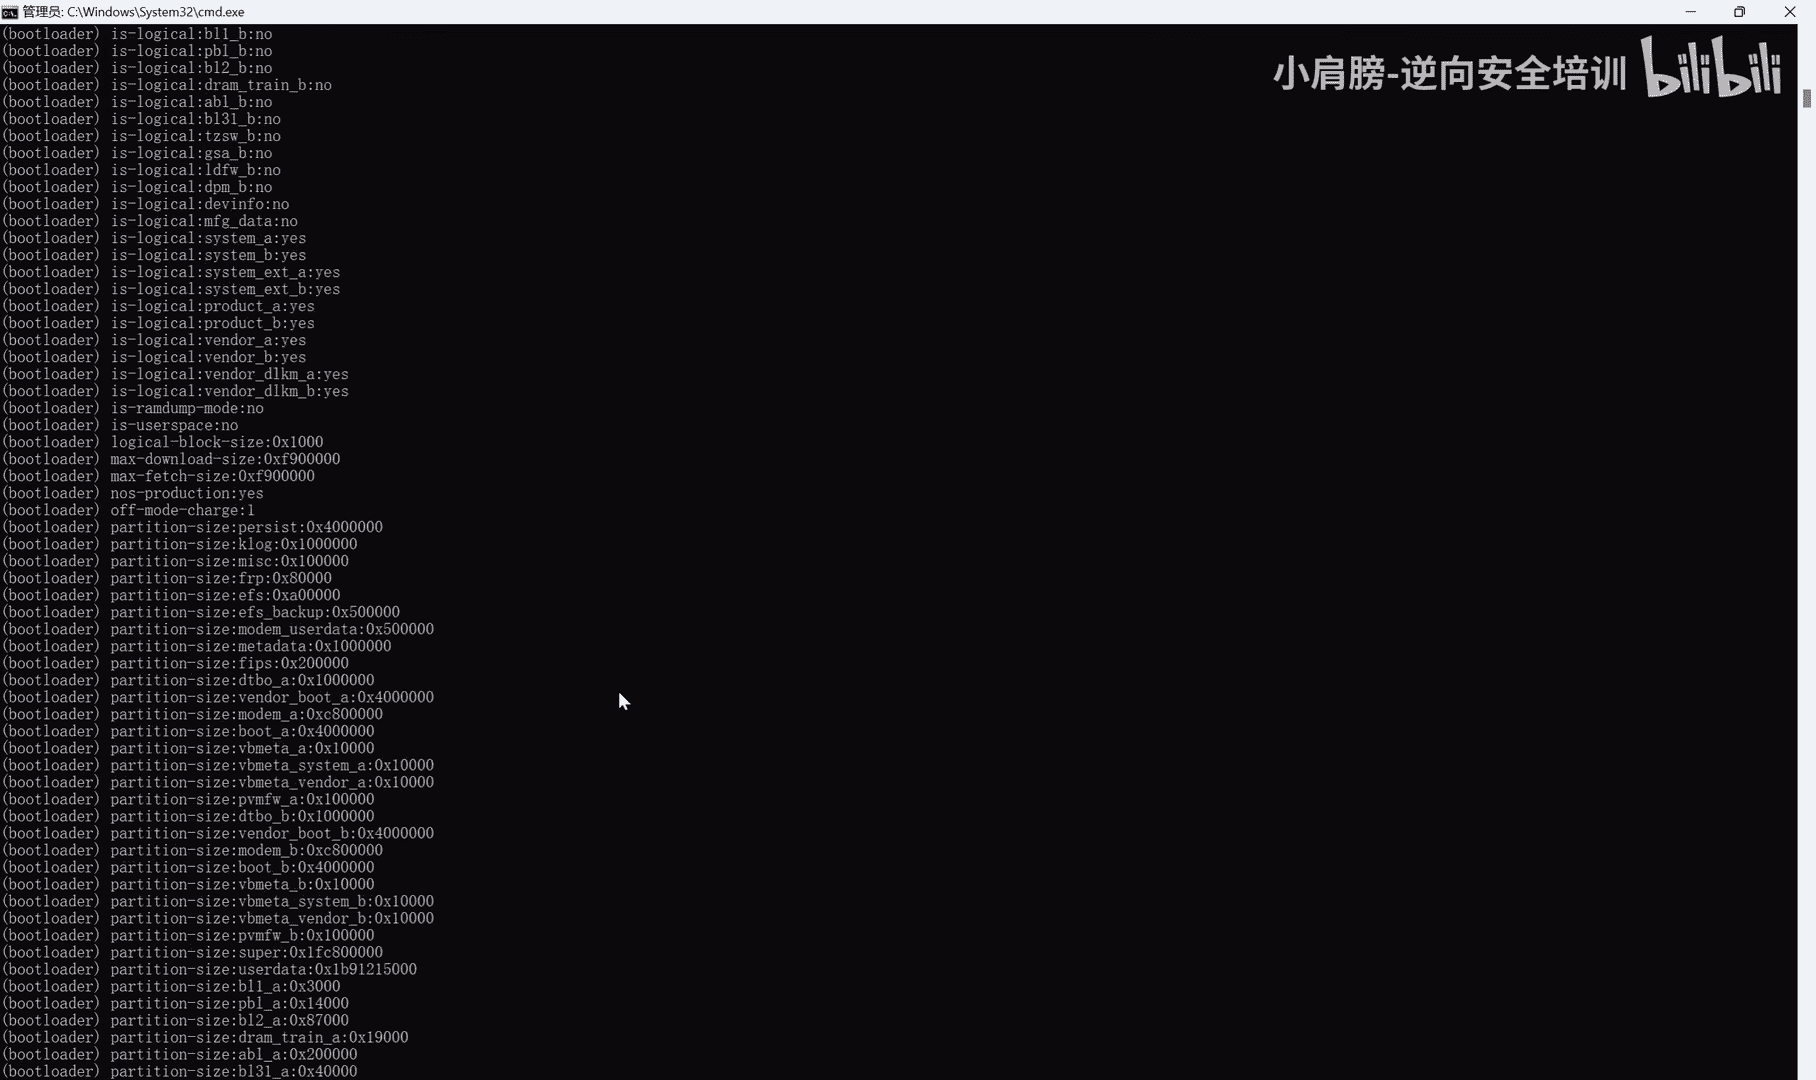 管理员: C:\Windows\System32\cmd.exe
小肩膀-逆向安全培训 bilibili
(bootloader) is-logical:bl1_b:no
(bootloader) is-logical:pbl_b:no
(bootloader) is-logical:bl2_b:no
(bootloader) is-logical:dram_train_b:no
(bootloader) is-logical:abl_b:no
(bootloader) is-logical:bl31_b:no
(bootloader) is-logical:tzsw_b:no
(bootloader) is-logical:gsa_b:no
(bootloader) is-logical:ldfw_b:no
(bootloader) is-logical:dpm_b:no
(bootloader) is-logical:devinfo:no
(bootloader) is-logical:mfg_data:no
(bootloader) is-logical:system_a:yes
(bootloader) is-logical:system_b:yes
(bootloader) is-logical:system_ext_a:yes
(bootloader) is-logical:system_ext_b:yes
(bootloader) is-logical:product_a:yes
(bootloader) is-logical:product_b:yes
(bootloader) is-logical:vendor_a:yes
(bootloader) is-logical:vendor_b:yes
(bootloader) is-logical:vendor_dlkm_a:yes
(bootloader) is-logical:vendor_dlkm_b:yes
(bootloader) is-ramdump-mode:no
(bootloader) is-userspace:no
(bootloader) logical-block-size:0x1000
(bootloader) max-download-size:0xf900000
(bootloader) max-fetch-size:0xf900000
(bootloader) nos-production:yes
(bootloader) off-mode-charge:1
(bootloader) partition-size:persist:0x4000000
(bootloader) partition-size:klog:0x1000000
(bootloader) partition-size:misc:0x100000
(bootloader) partition-size:frp:0x80000
(bootloader) partition-size:efs:0xa00000
(bootloader) partition-size:efs_backup:0x500000
(bootloader) partition-size:modem_userdata:0x500000
(bootloader) partition-size:metadata:0x1000000
(bootloader) partition-size:fips:0x200000
(bootloader) partition-size:dtbo_a:0x1000000
(bootloader) partition-size:vendor_boot_a:0x4000000
(bootloader) partition-size:modem_a:0xc800000
(bootloader) partition-size:boot_a:0x4000000
(bootloader) partition-size:vbmeta_a:0x10000
(bootloader) partition-size:vbmeta_system_a:0x10000
(bootloader) partition-size:vbmeta_vendor_a:0x10000
(bootloader) partition-size:pvmfw_a:0x100000
(bootloader) partition-size:dtbo_b:0x1000000
(bootloader) partition-size:vendor_boot_b:0x4000000
(bootloader) partition-size:modem_b:0xc800000
(bootloader) partition-size:boot_b:0x4000000
(bootloader) partition-size:vbmeta_b:0x10000
(bootloader) partition-size:vbmeta_system_b:0x10000
(bootloader) partition-size:vbmeta_vendor_b:0x10000
(bootloader) partition-size:pvmfw_b:0x100000
(bootloader) partition-size:super:0x1fc800000
(bootloader) partition-size:userdata:0x1b91215000
(bootloader) partition-size:bl1_a:0x3000
(bootloader) partition-size:pbl_a:0x14000
(bootloader) partition-size:bl2_a:0x87000
(bootloader) partition-size:dram_train_a:0x19000
(bootloader) partition-size:abl_a:0x200000
(bootloader) partition-size:bl31_a:0x40000